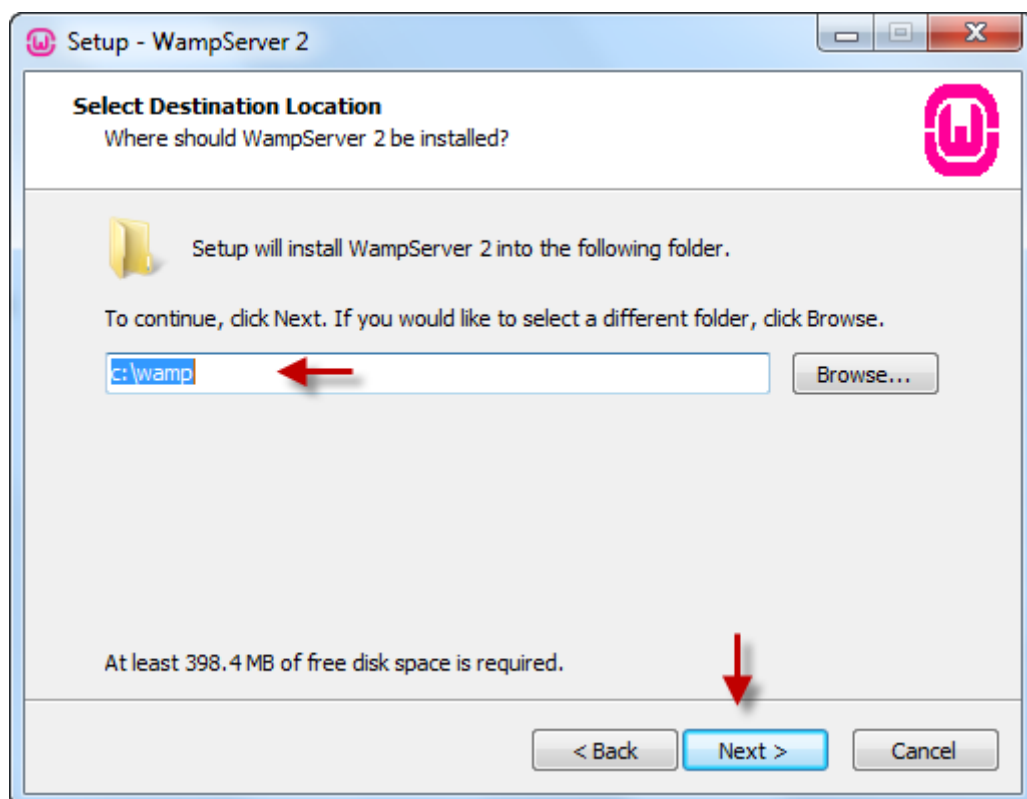 Setup - WampServer 2
Select Destination Location
Where should WampServer 2 be installed?
Setup will install WampServer 2 into the following folder.
To continue, click Next. If you would like to select a different folder, click Browse.
c:\wamp
Browse...
At least 398.4 MB of free disk space is required.
< Back
Next >
Cancel